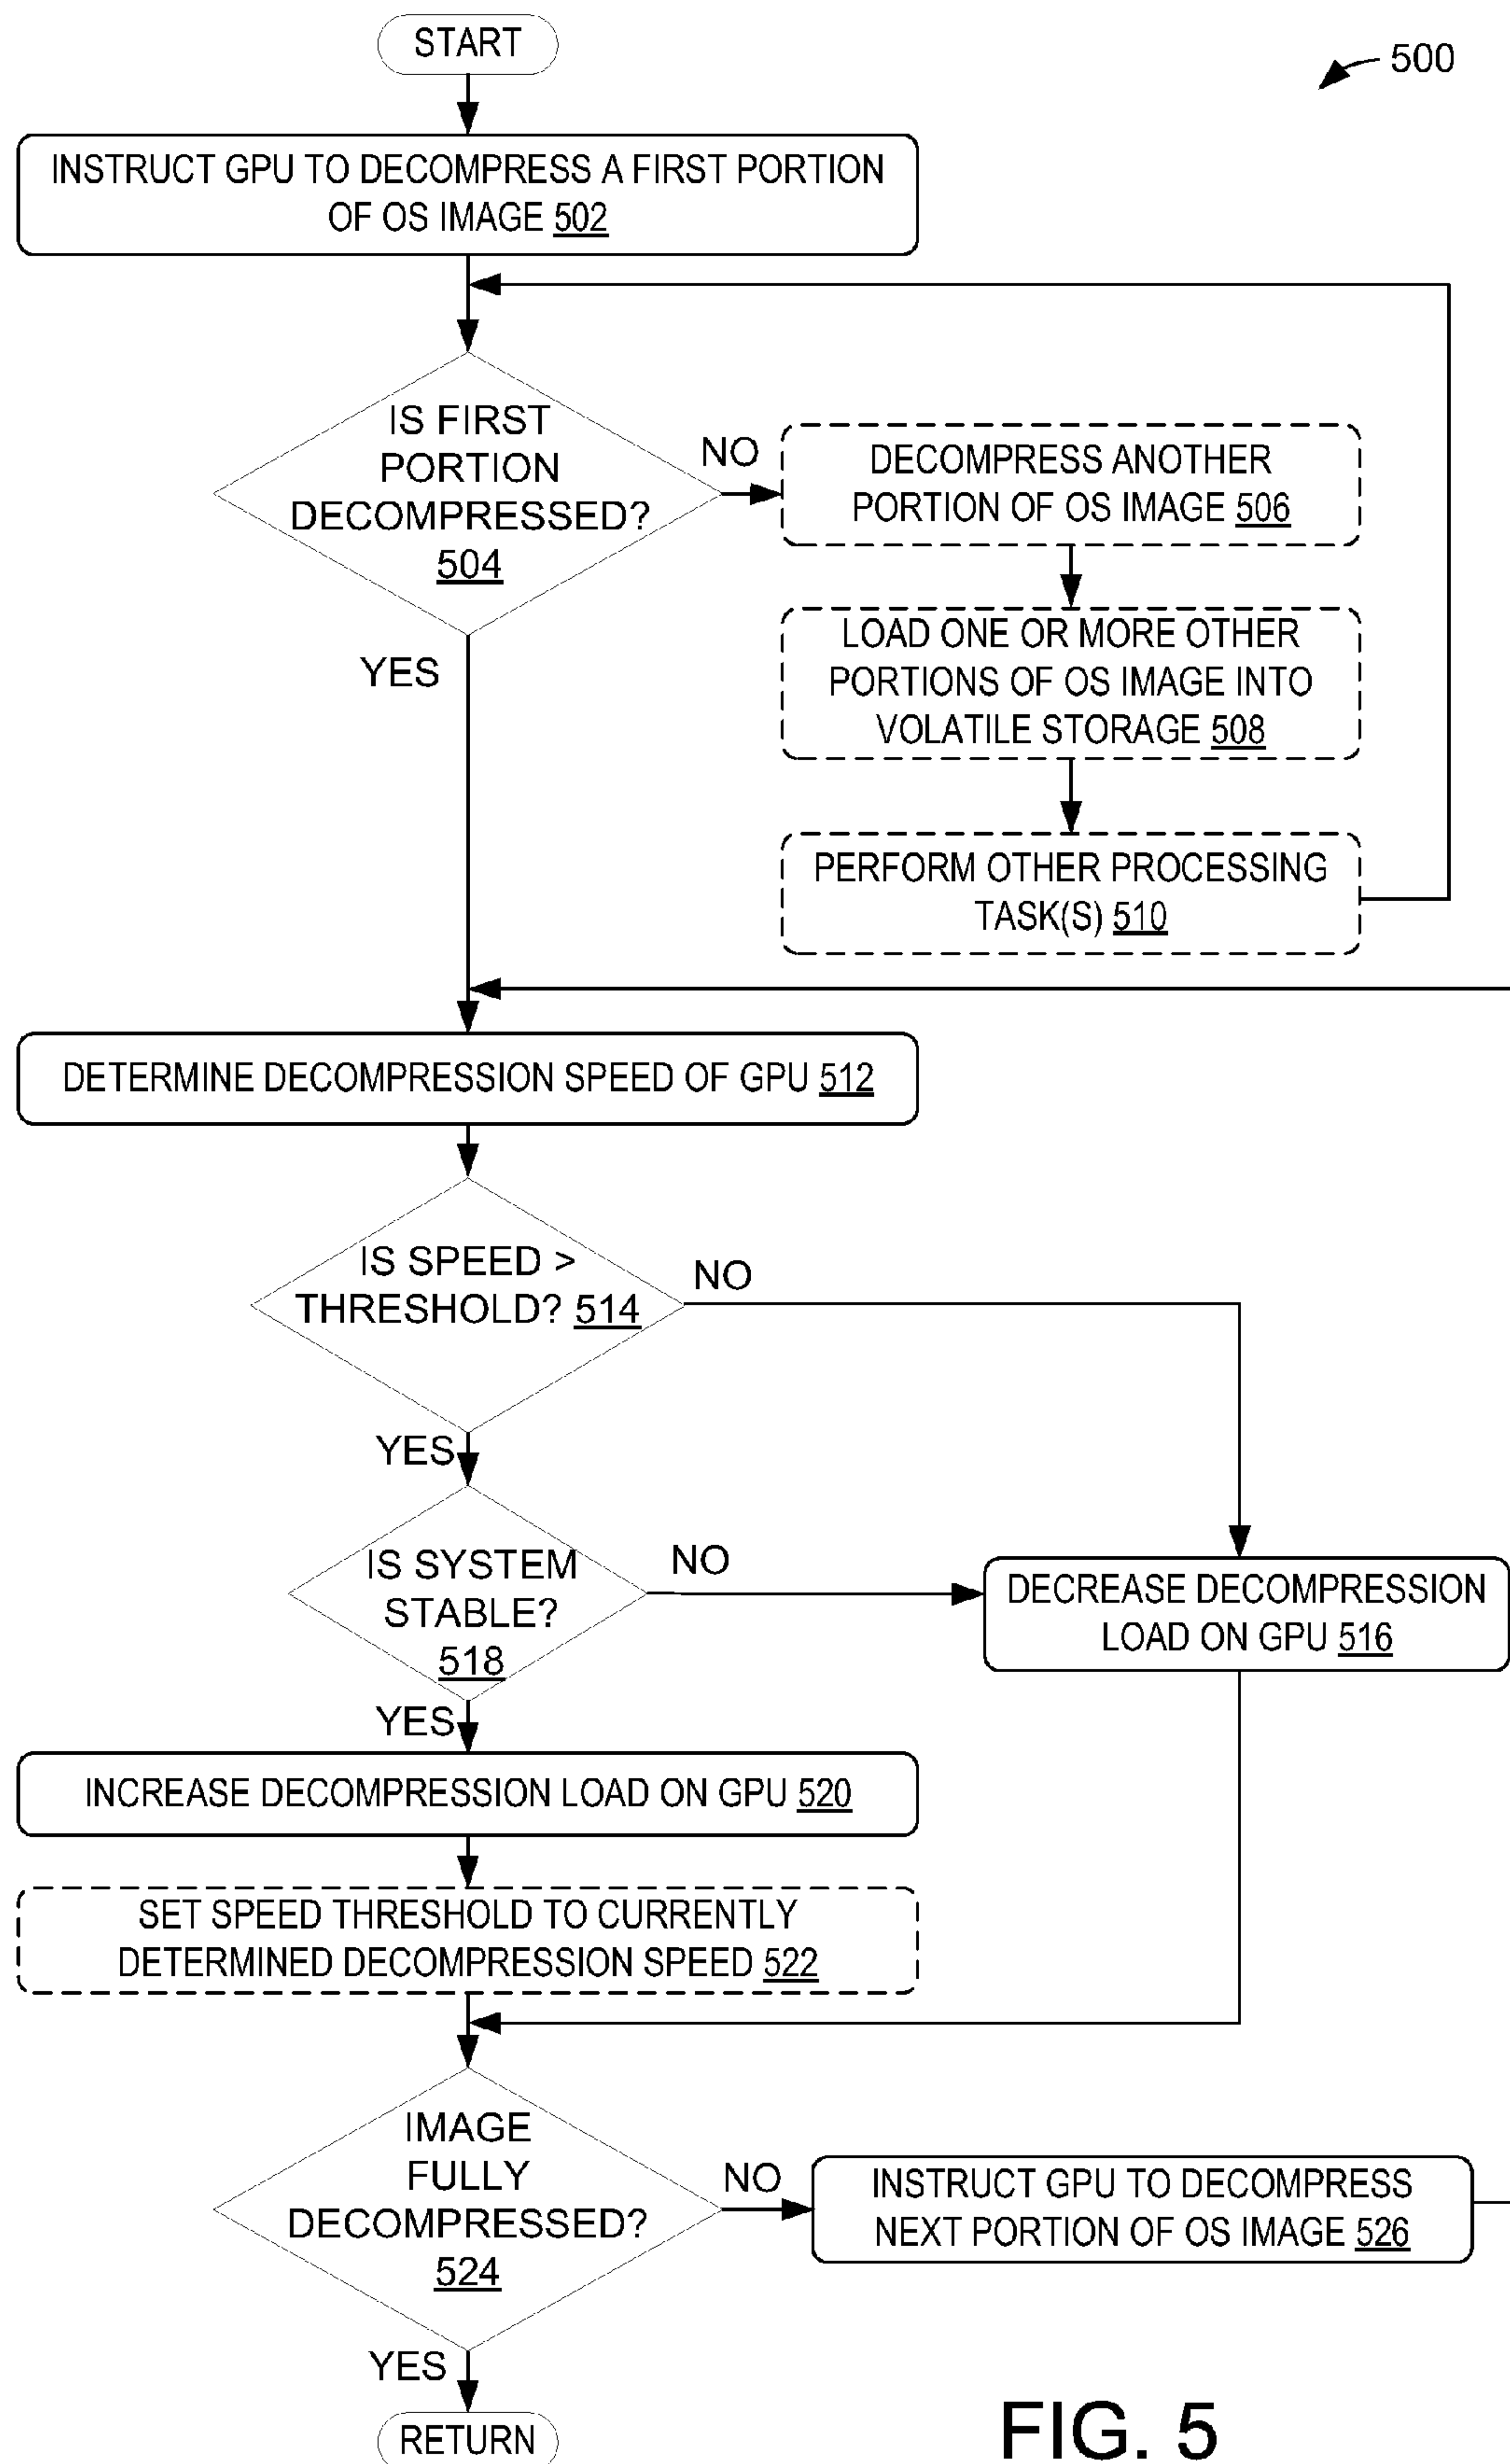 START
500
INSTRUCT GPU TO DECOMPRESS A FIRST PORTION
OF OS IMAGE 502
IS FIRST
PORTION
DECOMPRESSED?
504
NO
DECOMPRESS ANOTHER
PORTION OF OS IMAGE 506
LOAD ONE OR MORE OTHER
PORTIONS OF OS IMAGE INTO
VOLATILE STORAGE 508
YES
PERFORM OTHER PROCESSING
TASK(S) 510
DETERMINE DECOMPRESSION SPEED OF GPU 512
IS SPEED >
THRESHOLD? 514
NO
YES
IS SYSTEM
STABLE?
518
NO
DECREASE DECOMPRESSION
LOAD ON GPU 516
YES
INCREASE DECOMPRESSION LOAD ON GPU 520
SET SPEED THRESHOLD TO CURRENTLY
DETERMINED DECOMPRESSION SPEED 522
IMAGE
FULLY
DECOMPRESSED?
524
NO
INSTRUCT GPU TO DECOMPRESS
NEXT PORTION OF OS IMAGE 526
YES
RETURN
FIG. 5